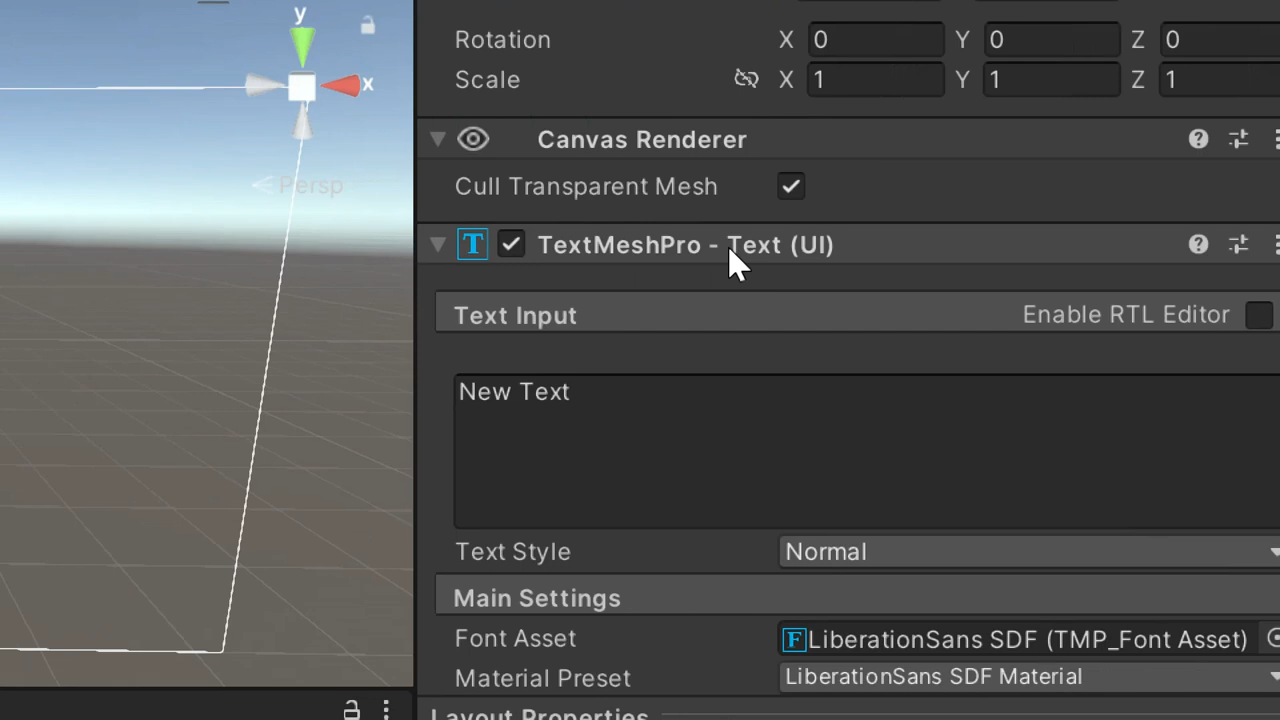 y
x
Persp
Rotation X 0 Y 0 Z 0
Scale X 1 Y 1 Z 1
Canvas Renderer
Cull Transparent Mesh
T TextMeshPro - Text (UI)
Text Input Enable RTL Editor
New Text
Text Style Normal
Main Settings
Font Asset F LiberationSans SDF (TMP_Font Asset)
Material Preset LiberationSans SDF Material
Layout Properties